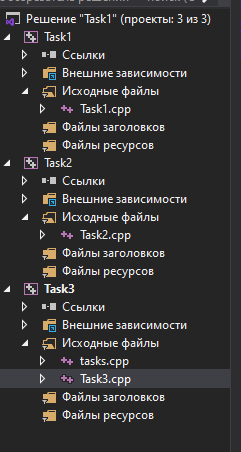 Решение "Task1" (проекты: 3 из 3)
Task1
Ссылки
Внешние зависимости
Исходные файлы
Task1.cpp
Файлы заголовков
Файлы ресурсов
Task2
Ссылки
Внешние зависимости
Исходные файлы
Task2.cpp
Файлы заголовков
Файлы ресурсов
Task3
Ссылки
Внешние зависимости
Исходные файлы
tasks.cpp
Task3.cpp
Файлы заголовков
Файлы ресурсов